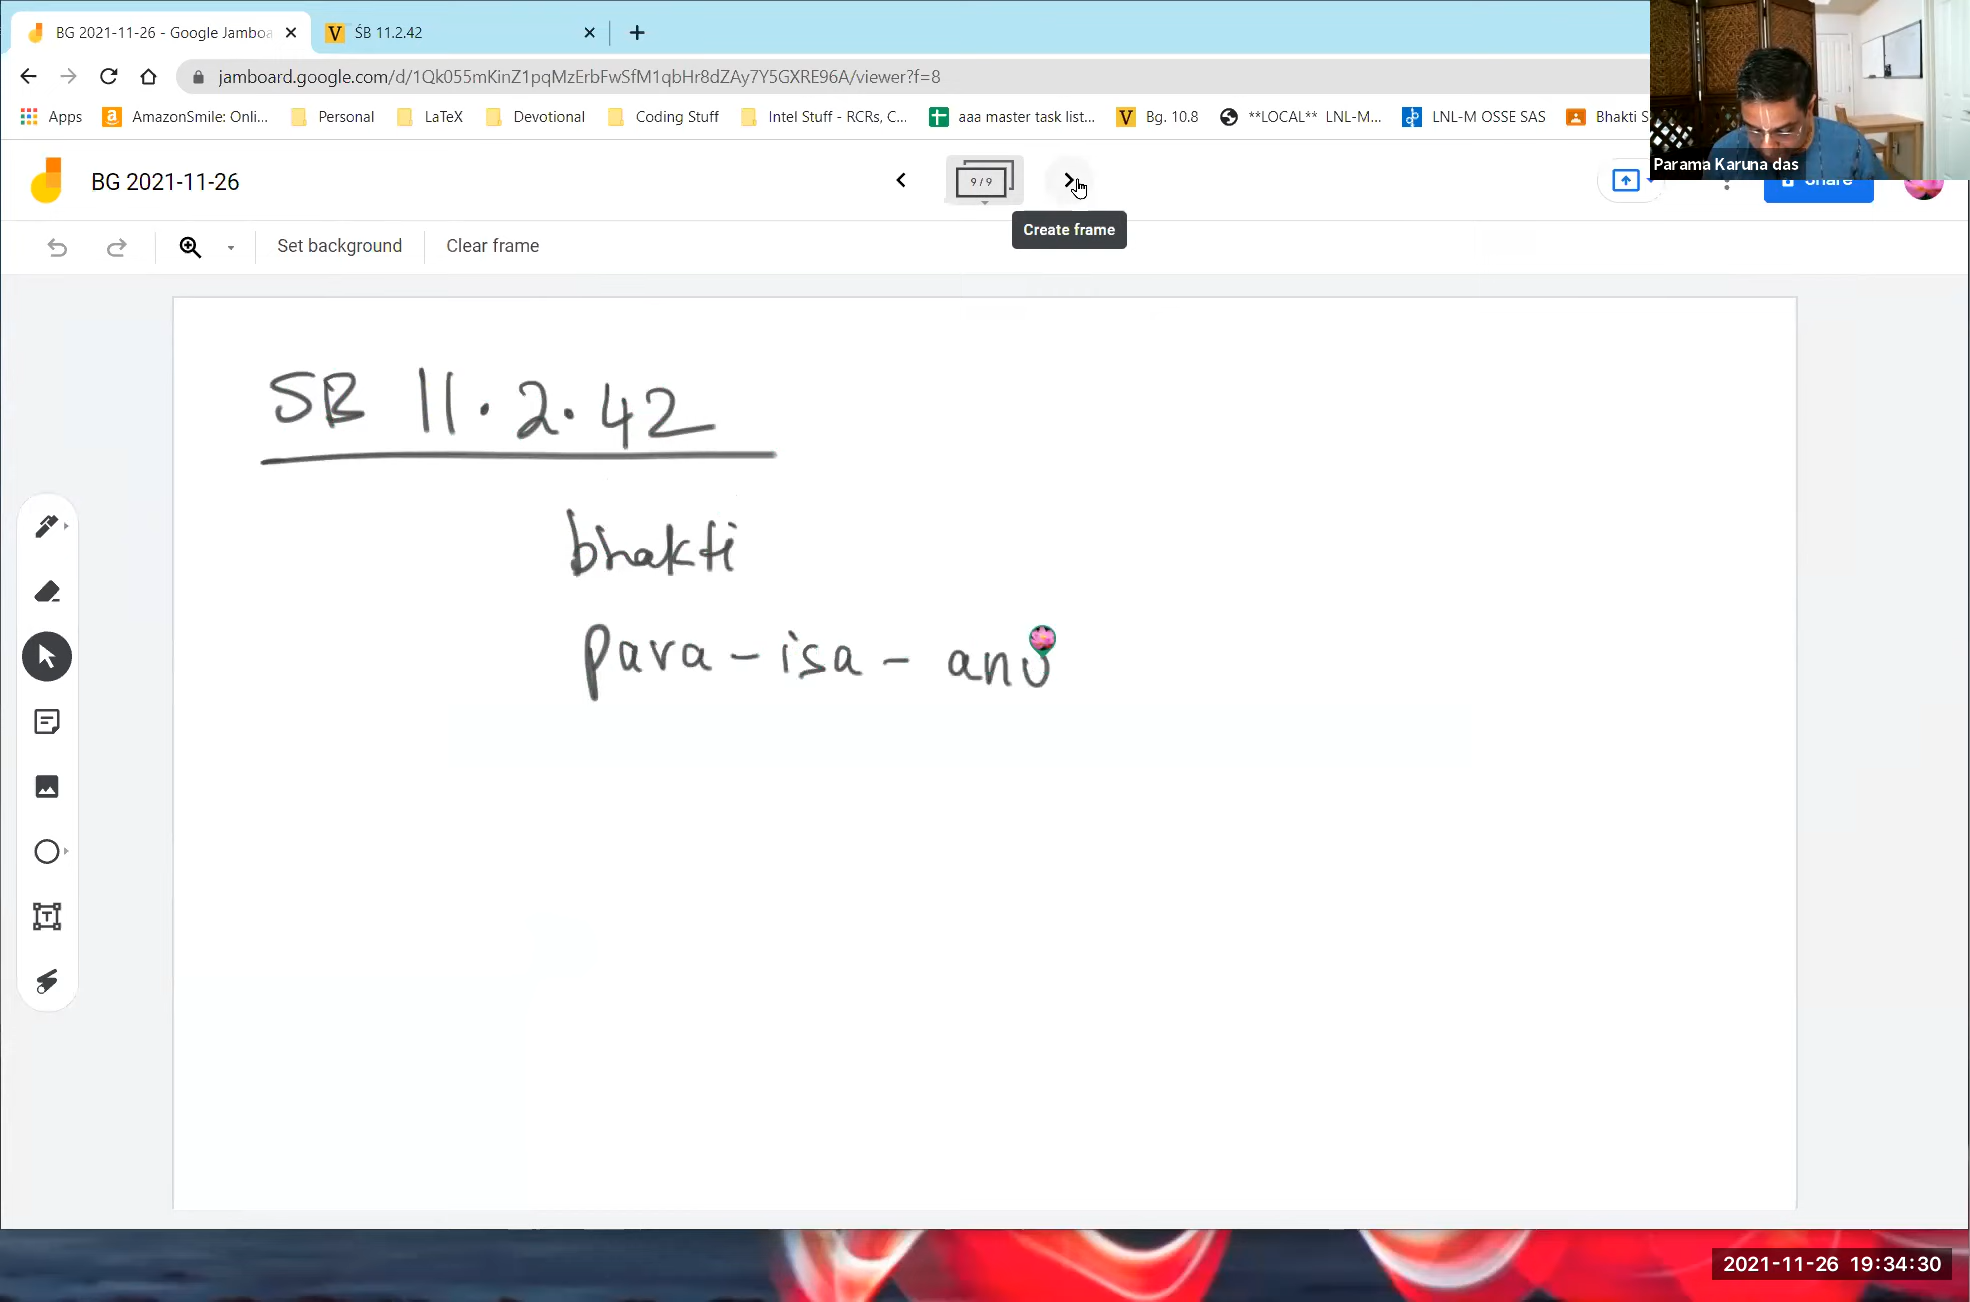 BG 2021-11-26 - Google Jamboa
ŚB 11.2.42
jamboard.google.com/d/1Qk055mKinZ1pqMzErbFwSfM1qbHr8dZAy7Y5GXRE96A/viewer?f=8
Apps AmazonSmile: Onli... Personal LaTeX Devotional Coding Stuff Intel Stuff - RCRs, C... aaa master task list... Bg. 10.8 **LOCAL** LNL-M... LNL-M OSSE SAS Bhakti S
Parama Karuna das
BG 2021-11-26
9/9
Share
Create frame
Set background Clear frame
SB 11.2.42
bhakti
para - isa - anu
2021-11-26 19:34:30